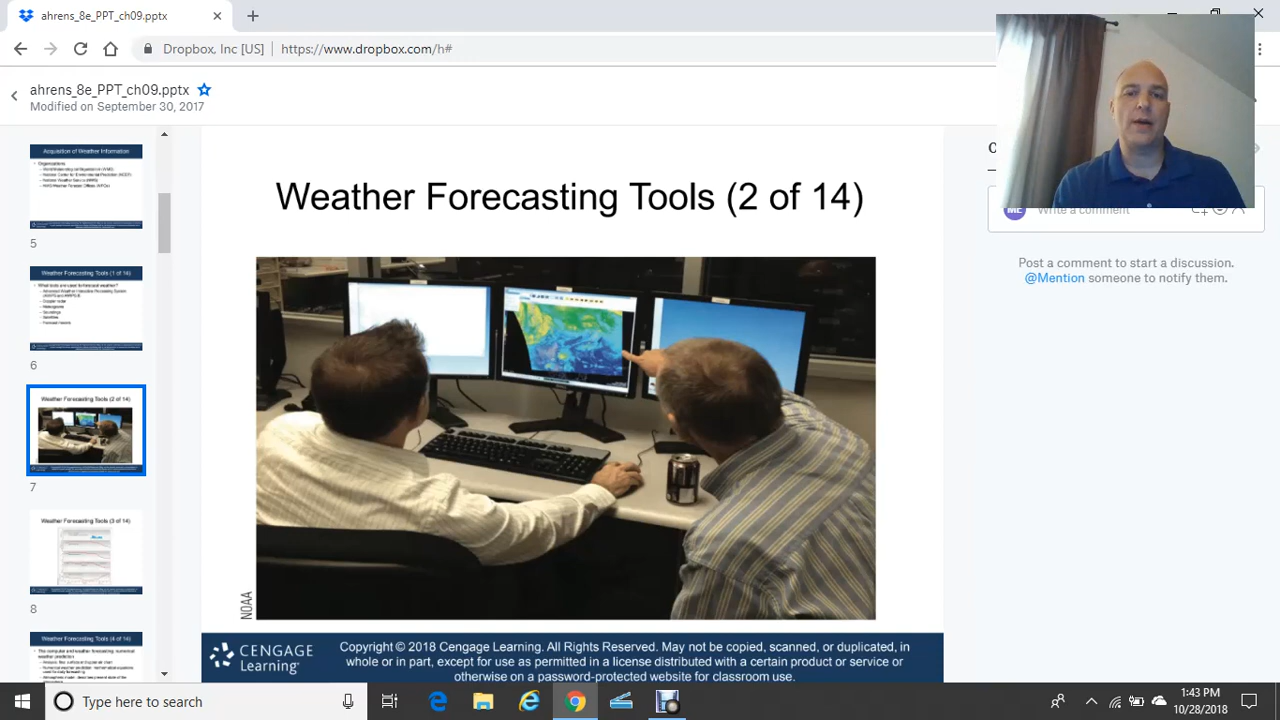 ahrens_8e_PPT_ch09.pptx
Dropbox, Inc [US]
https://www.dropbox.com/h#
ahrens_8e_PPT_ch09.pptx
Modified on September 30, 2017
Acquisition of Weather Information
5
Weather Forecasting Tools (1 of 14)
6
Weather Forecasting Tools (2 of 14)
7
Weather Forecasting Tools (3 of 14)
8
Weather Forecasting Tools (4 of 14)
Weather Forecasting Tools (2 of 14)
NOAA
CENGAGE
Learning®
Copyright © 2018 Cengage Learning. All Rights Reserved. May not be copied, scanned, or duplicated, in
whole or in part, except for use as permitted in a license distributed with a certain product or service or
otherwise on a password-protected website for classroom use.
ME
Write a comment
Post a comment to start a discussion.
@Mention someone to notify them.
Type here to search
1:43 PM
10/28/2018